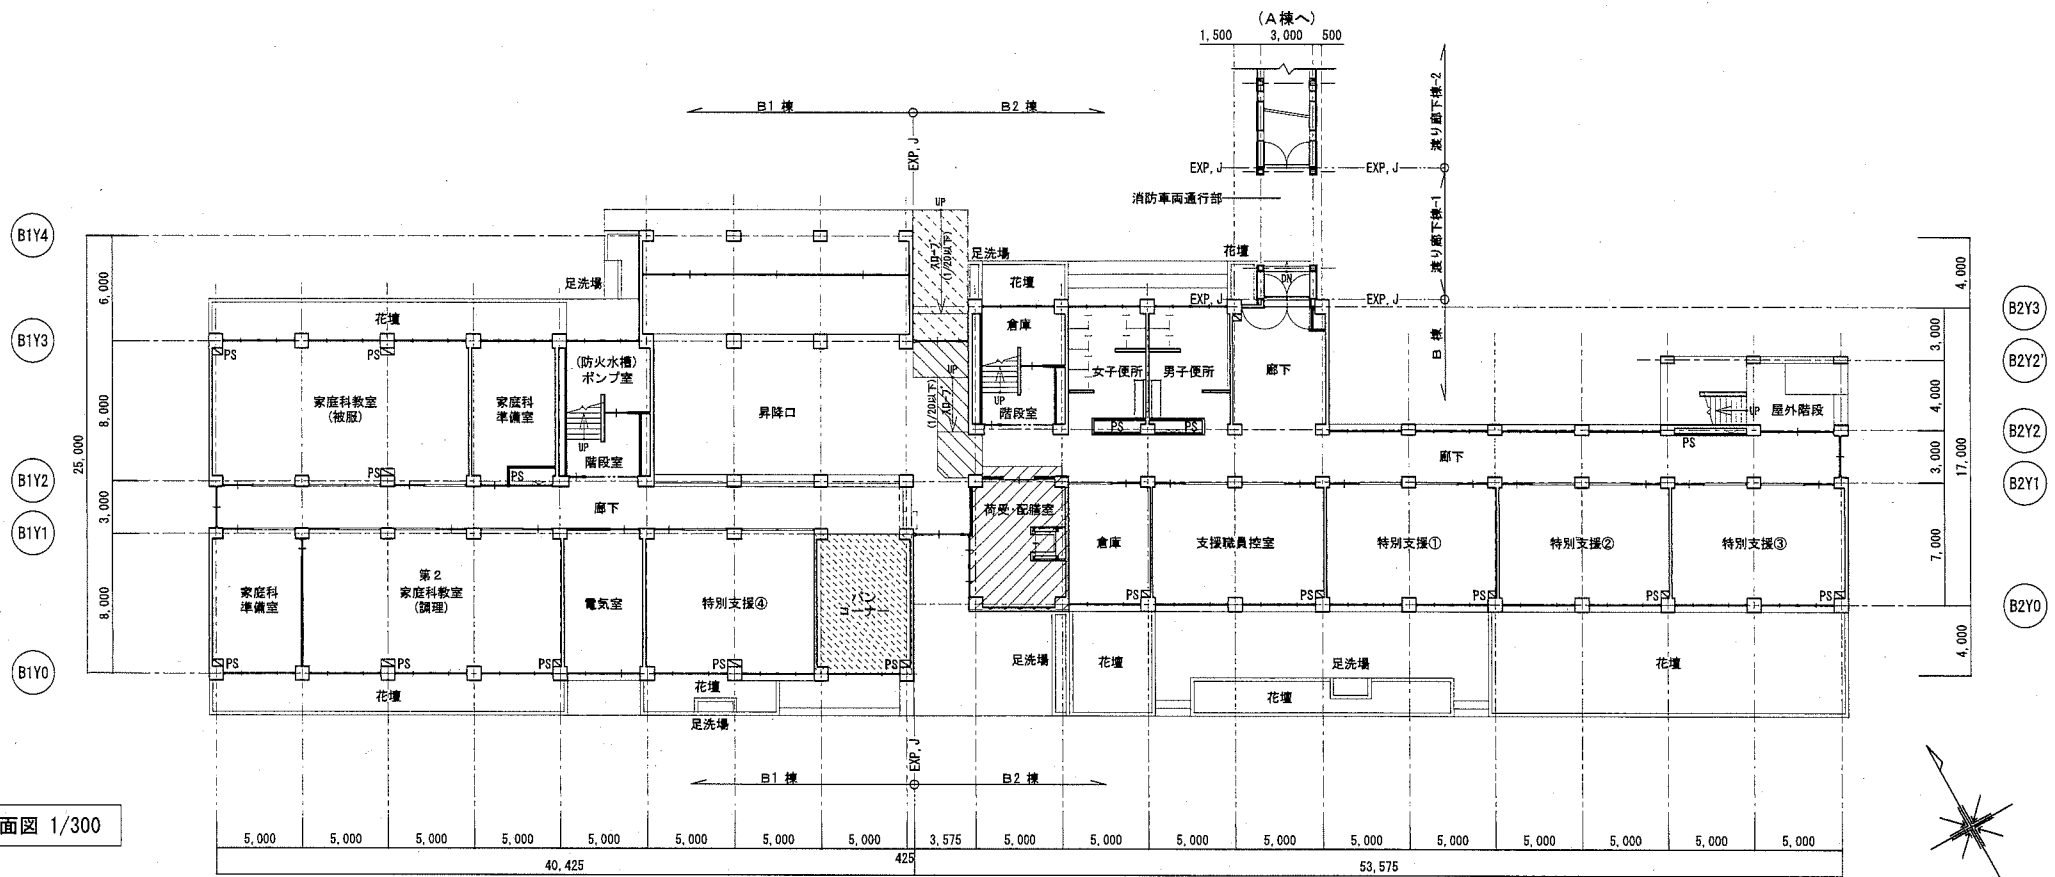 (A棟へ)
1,500 3,000 500
B1 棟 B2 棟
EXP,J
渡り廊下棟-2
EXP,J EXP,J
消防車両通行部
渡り廊下棟-1
B1Y4
UP
スロープ
(1/20以下)
足洗場
花壇
足洗場
花壇
DN
4,000
6,000
EXP,J EXP,J
B2Y3
花壇
倉庫
B棟
3,000
B1Y3
PS PS
(防火水槽)
ポンプ室
UP
女子便所 男子便所
廊下
B2Y2'
家庭科教室
(被服)
家庭科
準備室
昇降口
(1/20以下)
スロープ
UP
階段室
UP 屋外階段
4,000
8,000
25,000
UP
階段室
PS PS
PS
B2Y2
PS
PS
廊下
3,000
17,000
B1Y2
B2Y1
3,000
廊下
荷受・配膳室
B1Y1
倉庫
支援職員控室
特別支援①
特別支援②
特別支援③
7,000
家庭科
準備室
第2
家庭科教室
(調理)
電気室
特別支援④
パン
コーナー
8,000
PS PS PS PS PS
B2Y0
PS PS PS PS PS
B1Y0
足洗場
花壇
足洗場
花壇
4,000
花壇
花壇
花壇
足洗場
EXP,J
B1 棟 B2 棟
面図 1/300
5,000 5,000 5,000 5,000 5,000 5,000 5,000 5,000 3,575 5,000 5,000 5,000 5,000 5,000 5,000 5,000 5,000 5,000 5,000
40,425 425 53,575